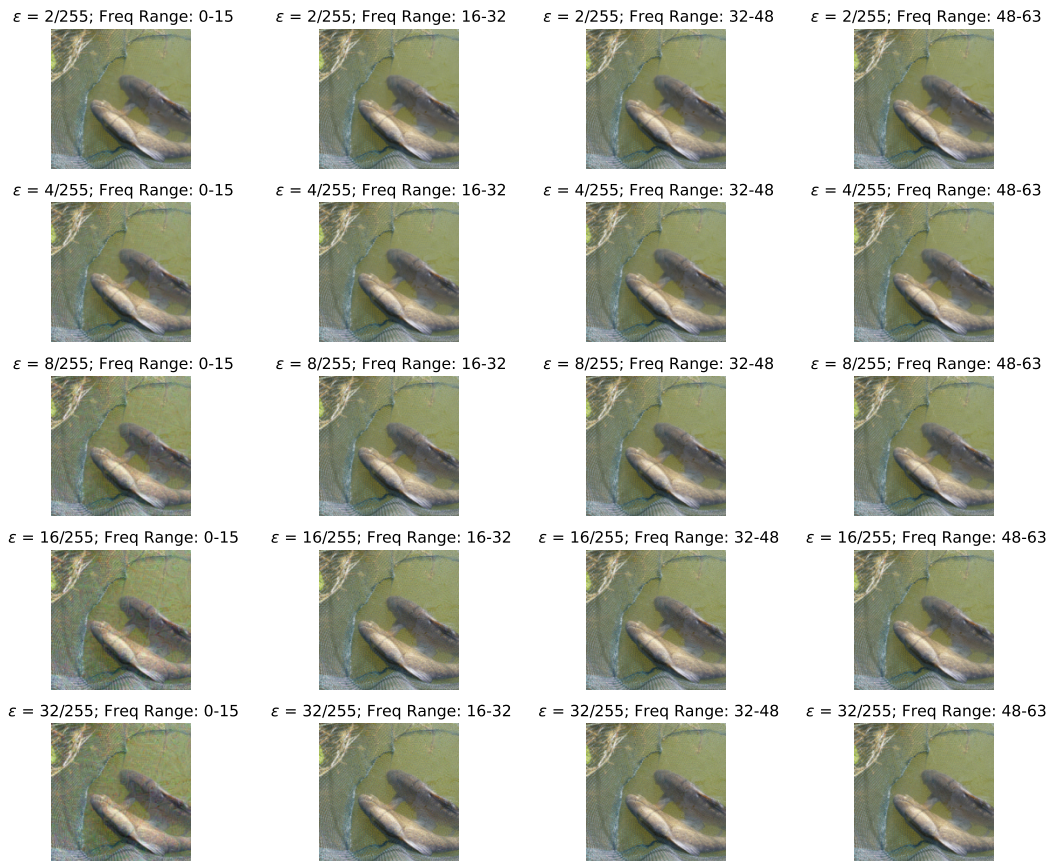 ε = 2/255; Freq Range: 0-15 ε = 2/255; Freq Range: 16-32 ε = 2/255; Freq Range: 32-48 ε = 2/255; Freq Range: 48-63
ε = 4/255; Freq Range: 0-15 ε = 4/255; Freq Range: 16-32 ε = 4/255; Freq Range: 32-48 ε = 4/255; Freq Range: 48-63
ε = 8/255; Freq Range: 0-15 ε = 8/255; Freq Range: 16-32 ε = 8/255; Freq Range: 32-48 ε = 8/255; Freq Range: 48-63
ε = 16/255; Freq Range: 0-15 ε = 16/255; Freq Range: 16-32 ε = 16/255; Freq Range: 32-48 ε = 16/255; Freq Range: 48-63
ε = 32/255; Freq Range: 0-15 ε = 32/255; Freq Range: 16-32 ε = 32/255; Freq Range: 32-48 ε = 32/255; Freq Range: 48-63